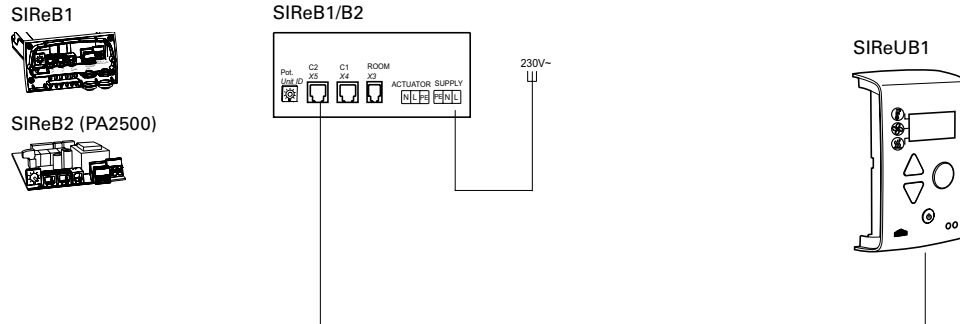 SIReB1
SIReB2 (PA2500)
SIReB1/B2
Pot.
Unit ID
C2
X5
C1
X4
ROOM
X3
ACTUATOR SUPPLY
N L PE PE N L
230V~
SIReUB1